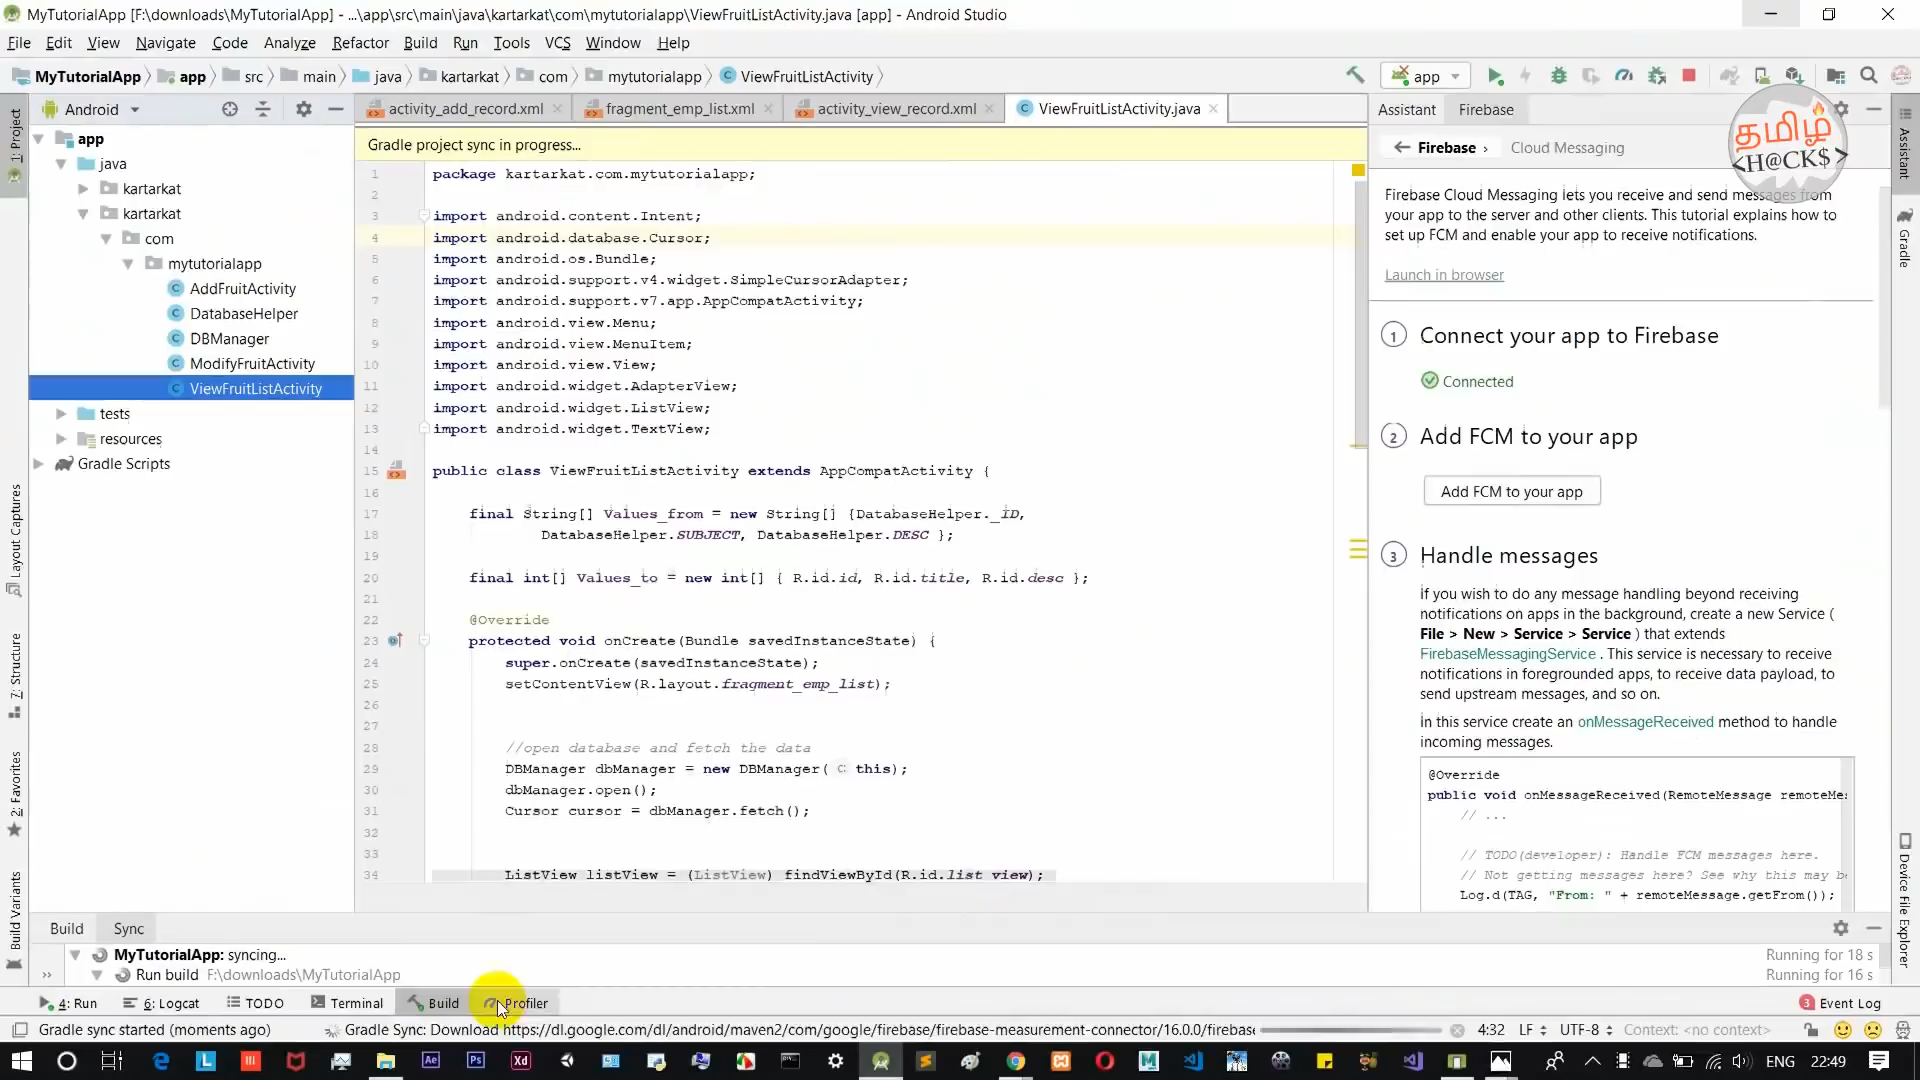 MyTutorialApp [F:\downloads\MyTutorialApp] - ...\app\src\main\java\kartarkat\com\mytutorialapp\ViewFruitListActivity.java [app] - Android Studio
File Edit View Navigate Code Analyze Refactor Build Run Tools VCS Window Help
MyTutorialApp app src main java kartarkat com mytutorialapp ViewFruitListActivity app
Android activity_add_record.xml fragment_emp_list.xml activity_view_record.xml ViewFruitListActivity.java Assistant Firebase
1: Project
7: Structure
Layout Captures
2: Favorites
Build Variants
app
java
kartarkat
kartarkat
com
mytutorialapp
AddFruitActivity
DatabaseHelper
DBManager
ModifyFruitActivity
ViewFruitListActivity
tests
resources
Gradle Scripts
Gradle project sync in progress...
1 package kartarkat.com.mytutorialapp;
2
3 import android.content.Intent;
4 import android.database.Cursor;
5 import android.os.Bundle;
6 import android.support.v4.widget.SimpleCursorAdapter;
7 import android.support.v7.app.AppCompatActivity;
8 import android.view.Menu;
9 import android.view.MenuItem;
10 import android.view.View;
11 import android.widget.AdapterView;
12 import android.widget.ListView;
13 import android.widget.TextView;
14
15 public class ViewFruitListActivity extends AppCompatActivity {
16
17 final String[] Values_from = new String[] {DatabaseHelper._ID,
18 DatabaseHelper.SUBJECT, DatabaseHelper.DESC };
19
20 final int[] Values_to = new int[] { R.id.id, R.id.title, R.id.desc };
21
22 @Override
23 protected void onCreate(Bundle savedInstanceState) {
24 super.onCreate(savedInstanceState);
25 setContentView(R.layout.fragment_emp_list);
26
27
28 //open database and fetch the data
29 DBManager dbManager = new DBManager( c: this);
30 dbManager.open();
31 Cursor cursor = dbManager.fetch();
32
33
34 ListView listView = (ListView) findViewById(R.id.list_view);
Firebase › Cloud Messaging
தமிழ்
<H@CK$>
Firebase Cloud Messaging lets you receive and send messages from
your app to the server and other clients. This tutorial explains how to
set up FCM and enable your app to receive notifications.
Launch in browser
1 Connect your app to Firebase
Connected
2 Add FCM to your app
Add FCM to your app
3 Handle messages
If you wish to do any message handling beyond receiving
notifications on apps in the background, create a new Service (
File > New > Service > Service ) that extends
FirebaseMessagingService . This service is necessary to receive
notifications in foregrounded apps, to receive data payload, to
send upstream messages, and so on.
In this service create an onMessageReceived method to handle
incoming messages.
@Override
public void onMessageReceived(RemoteMessage remoteMe
// ...
// TODO(developer): Handle FCM messages here.
// Not getting messages here? See why this may b
Log.d(TAG, "From: " + remoteMessage.getFrom());
Assistant
Gradle
Device File Explorer
Build Sync
MyTutorialApp: syncing... Running for 18 s
Run build F:\downloads\MyTutorialApp Running for 16 s
4: Run 6: Logcat TODO Terminal Build Profiler 3 Event Log
Gradle sync started (moments ago) Gradle Sync: Download https://dl.google.com/dl/android/maven2/com/google/firebase/firebase-measurement-connector/16.0.0/firebase 4:32 LF UTF-8 Context: <no context>
L Ae Ps Xd ENG 22:49